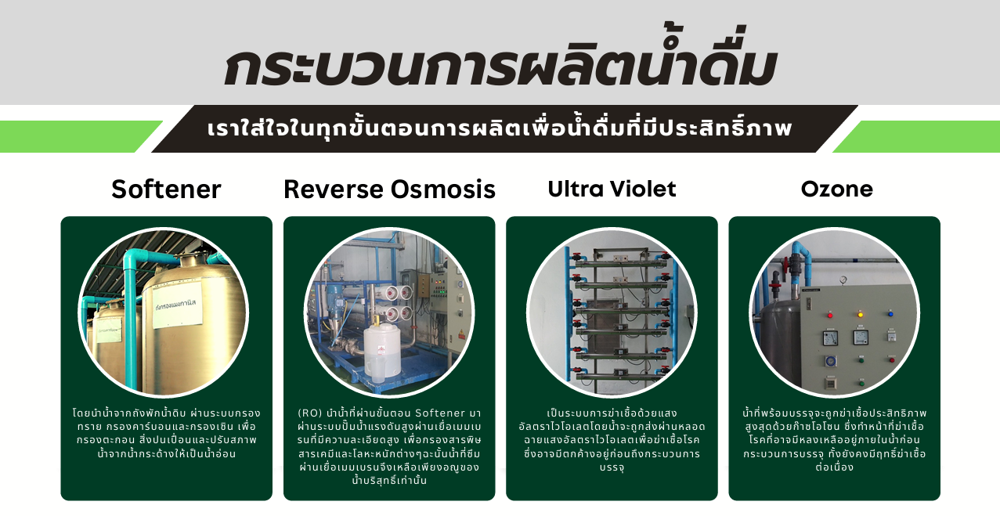 กระบวนการผลิตน้ำดื่ม
เราใส่ใจในทุกขั้นตอนการผลิตเพื่อน้ำดื่มที่มีประสิทธิ์ภาพ
Softener
ถังกรองแมงกานีส
โดยนำน้ำจากถังพักน้ำดิบ ผ่านระบบกรอง
ทราย กรองคาร์บอนและกรองเซิน เพื่อ
กรองตะกอน สิ่งปนเปื่อนและปรับสภาพ
น้ำจากน้ำกระด้างให้เป็นน้ำอ่อน
Reverse Osmosis
(RO) นำน้ำที่ผ่านขั้นตอน Softener มา
ผ่านระบบปั๊มน้ำแรงดันสูงผ่านเยื่อเมมเบ
รนที่มีความละเอียดสูง เพื่อกรองสารพิษ
สารเคมีและโลหะหนักต่างๆฉะนั้นน้ำที่ซึม
ผ่านเยื่อเมมเบรนจึงเหลือเพียงอณูของ
น้ำบริสุทธิ์เท่านั้น
Ultra Violet
เป็นระบบการฆ่าเชื้อด้วยแสง
อัลตราไวโอเลตโดยน้ำจะถูกส่งผ่านหลอด
ฉายแสงอัลตราไวโอเลตเพื่อฆ่าเชื้อโรค
ซึ่งอาจมีตกค้างอยู่ก่อนถึงกระบวนการ
บรรจุ
Ozone
น้ำที่พร้อมบรรจุจะถูกฆ่าเชื้อประสิทธิภาพ
สูงสุดด้วยก๊าซโอโซน ซึ่งทำหน้าที่ฆ่าเชื้อ
โรคที่อาจมีหลงเหลืออยู่ภายในน้ำก่อน
กระบวนการบรรจุ ทั้งยังคงมีฤทธิ์ฆ่าเชื้อ
ต่อเนื่อง